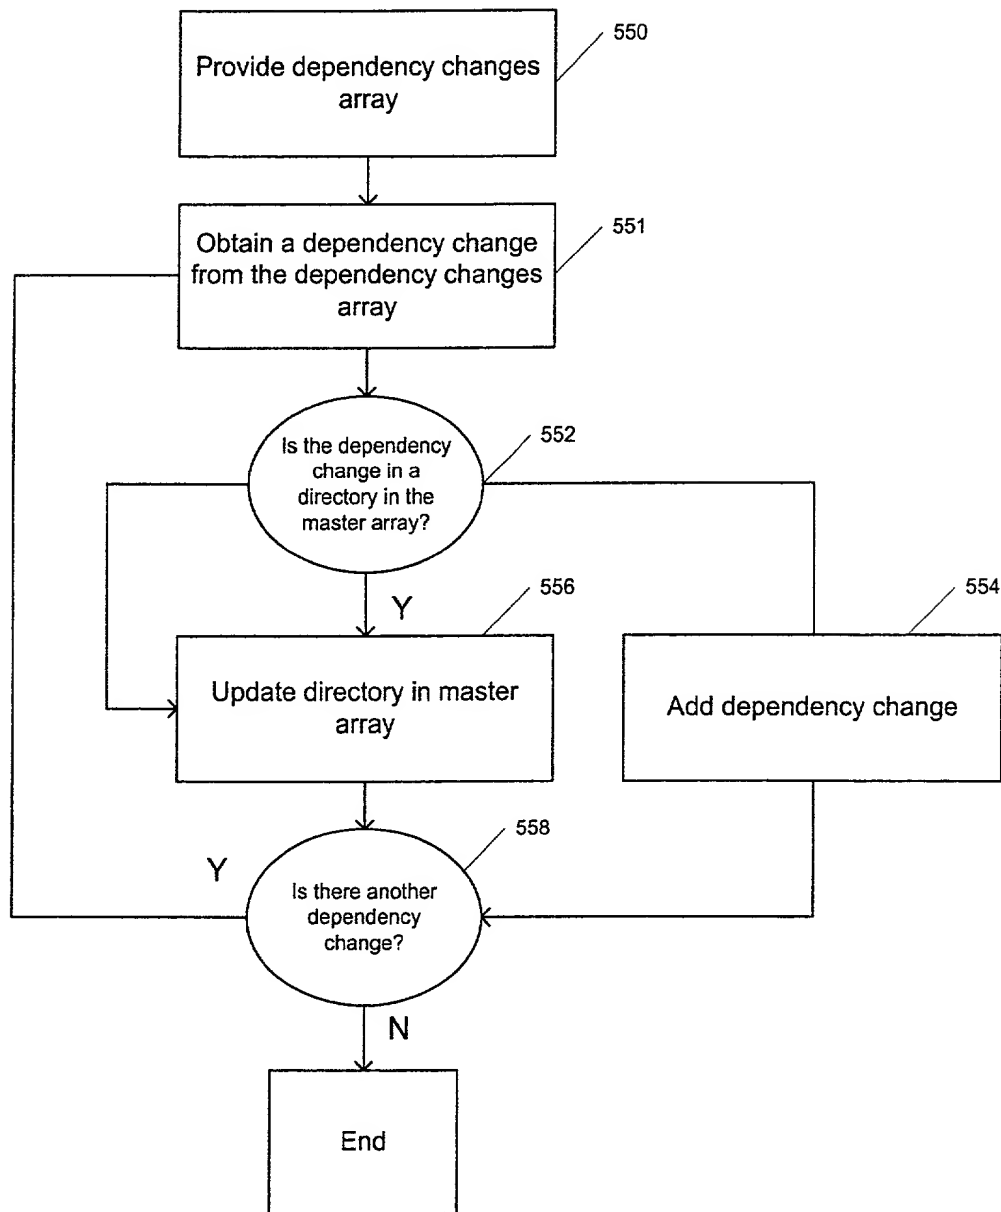 550
Provide dependency changes
array
551
Obtain a dependency change
from the dependency changes
array
552
Is the dependency
change in a
directory in the
master array?
Y
556
554
Update directory in master
array
Add dependency change
558
Y
Is there another
dependency
change?
N
End